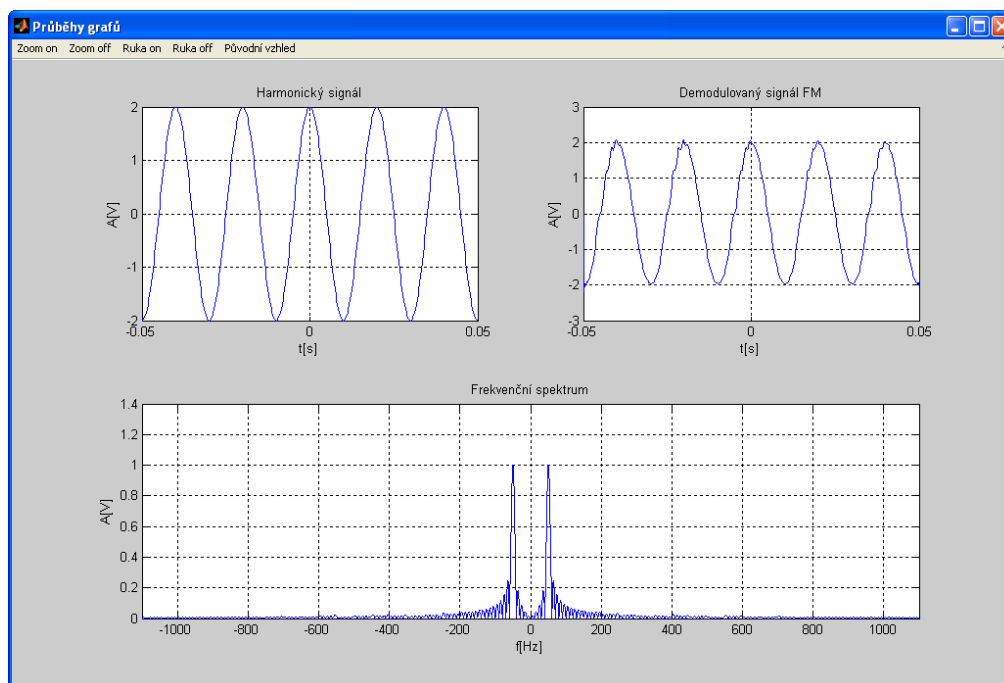 Průběhy grafů
Zoom on Zoom off Ruka on Ruka off Původní vzhled
Harmonický signál
2
1
0
-1
-2
A[V]
-0.05 0 0.05
t[s]
Demodulovaný signál FM
3
2
1
0
-1
-2
-3
A[V]
-0.05 0 0.05
t[s]
Frekvenční spektrum
1.4
1.2
1
0.8
0.6
0.4
0.2
0
A[V]
-1000 -800 -600 -400 -200 0 200 400 600 800 1000
f[Hz]